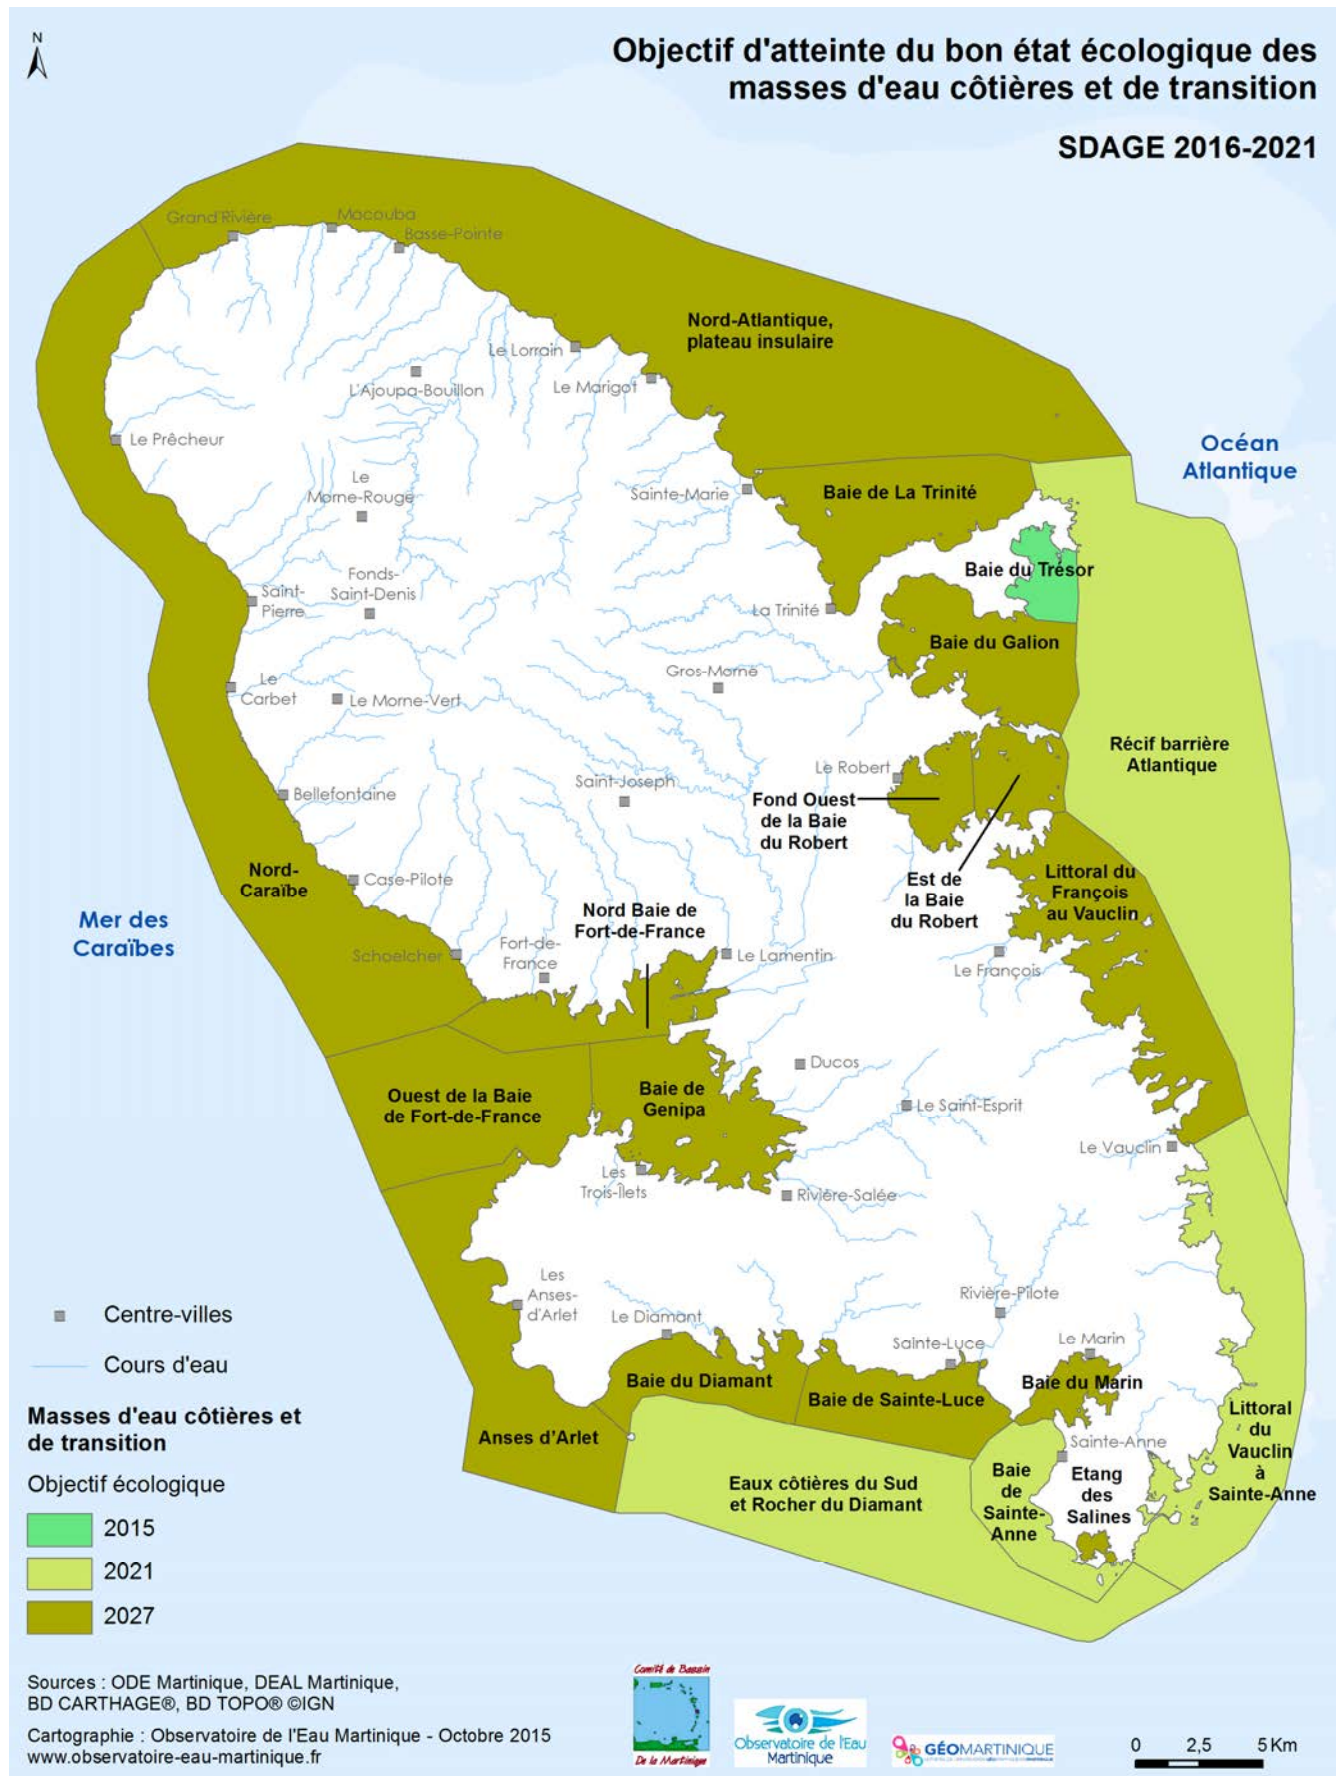 N
Objectif d'atteinte du bon état écologique des
masses d'eau côtières et de transition
SDAGE 2016-2021
Grand'Rivière
Macouba
Basse-Pointe
Nord-Atlantique,
plateau insulaire
Le Lorrain
L'Ajoupa-Bouillon
Le Marigot
Le Prêcheur
Océan
Atlantique
Le
Morne-Rouge
Sainte-Marie
Baie de La Trinité
Baie du Trésor
Fonds-
Saint-Denis
Saint-
Pierre
La Trinité
Baie du Galion
Gros-Morne
Le
Carbet
Le Morne-Vert
Récif barrière
Atlantique
Le Robert
Saint-Joseph
Bellefontaine
Fond Ouest
de la Baie
du Robert
Est de
la Baie
du Robert
Littoral du
François
au Vauclin
Nord-
Caraïbe
Case-Pilote
Mer des
Caraïbes
Nord Baie de
Fort-de-France
Schoelcher
Fort-de-
France
Le Lamentin
Le François
Ducos
Ouest de la Baie
de Fort-de-France
Baie de
Genipa
Le Saint-Esprit
Le Vauclin
Les
Trois-Îlets
Rivière-Salée
Les
Anses-
d'Arlet
Le Diamant
Rivière-Pilote
Sainte-Luce
Le Marin
Baie du Diamant
Baie de Sainte-Luce
Baie du Marin
Anses d'Arlet
Sainte-Anne
Littoral
du
Vauclin
à
Sainte-Anne
Eaux côtières du Sud
et Rocher du Diamant
Baie
de
Sainte-
Anne
Etang
des
Salines
Centre-villes
Cours d'eau
Masses d'eau côtières et
de transition
Objectif écologique
2015
2021
2027
Sources : ODE Martinique, DEAL Martinique,
BD CARTHAGE®, BD TOPO® ©IGN
Cartographie : Observatoire de l'Eau Martinique - Octobre 2015
www.observatoire-eau-martinique.fr
Comité de Bassin
De la Martinique
Observatoire de l'Eau
Martinique
GÉOMARTINIQUE
0 2,5 5 Km